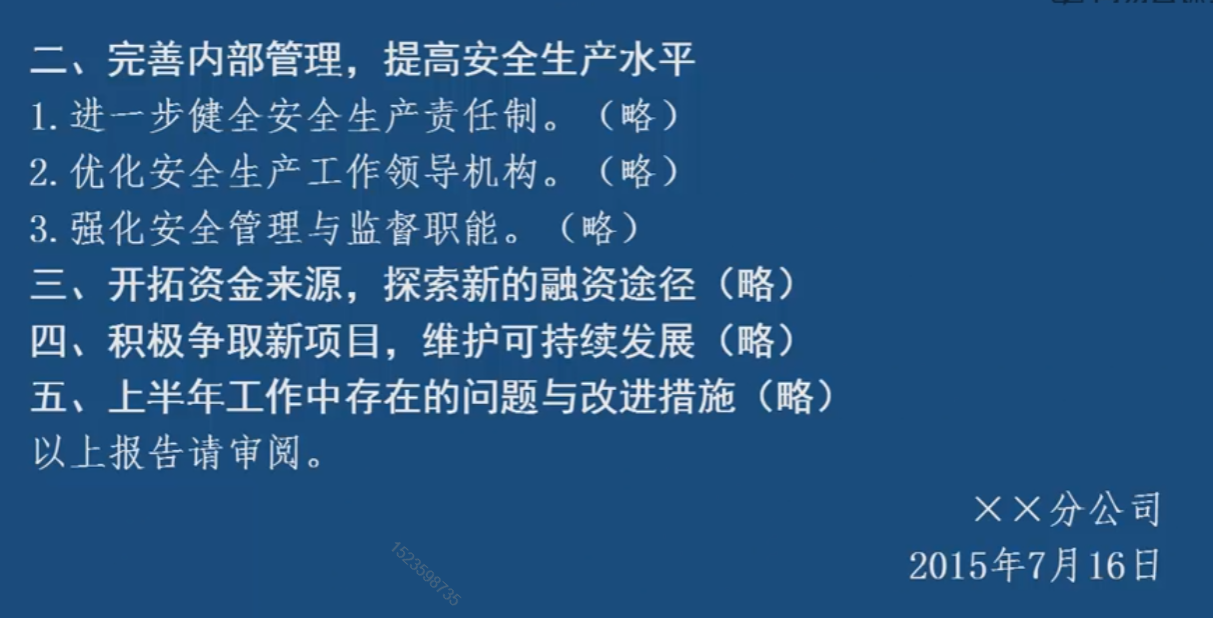 二、完善内部管理，提高安全生产水平
1.进一步健全安全生产责任制。（略）
2.优化安全生产工作领导机构。（略）
3.强化安全管理与监督职能。（略）
三、开拓资金来源，探索新的融资途径（略）
四、积极争取新项目，维护可持续发展（略）
五、上半年工作中存在的问题与改进措施（略）
以上报告请审阅。
××分公司
2015年7月16日
1523598735